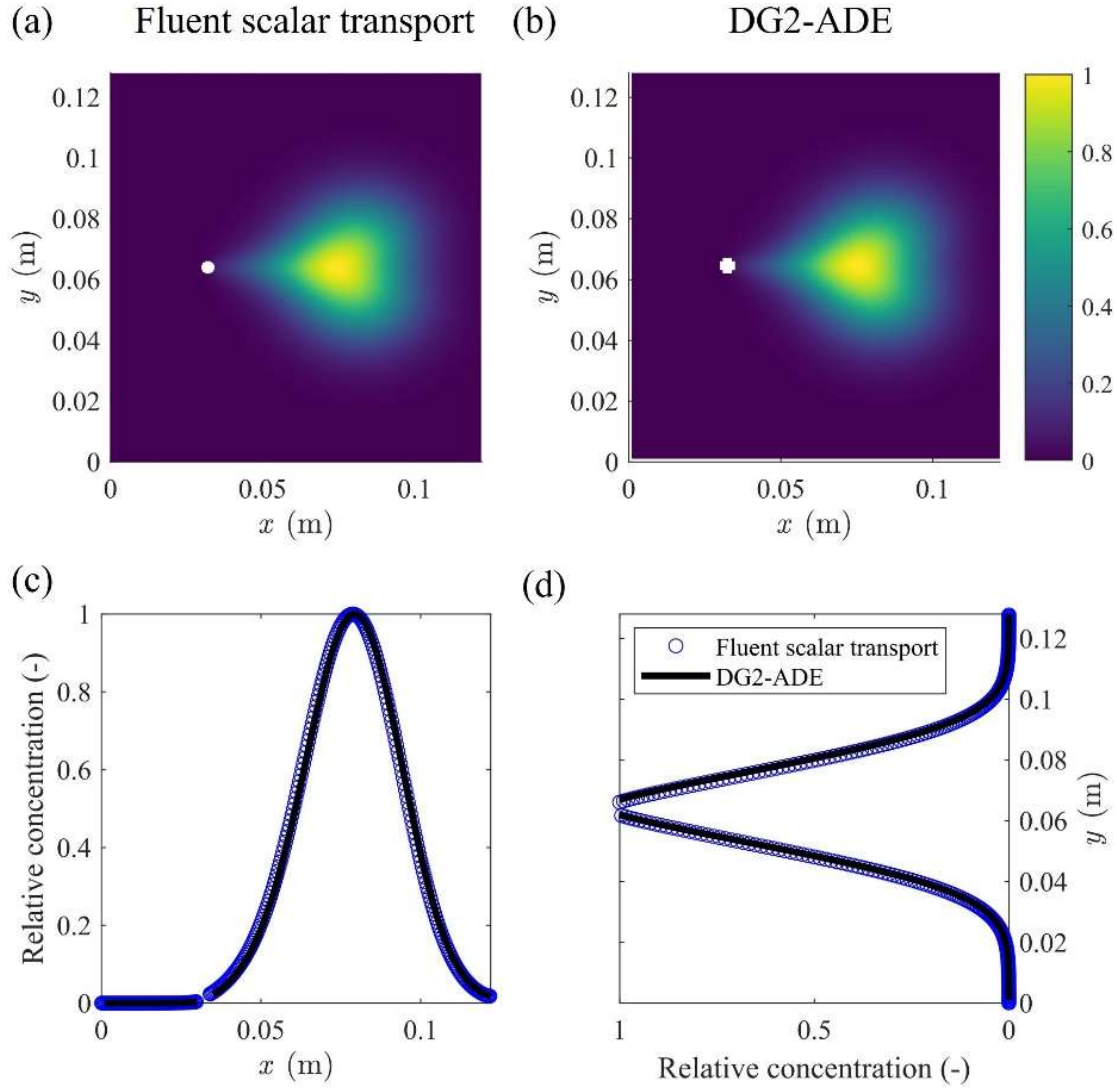 (a) Fluent scalar transport
(b) DG2-ADE
0.12
0.1
0.08
0.06
0.04
0.02
0
y (m)
0 0.05 0.1
x (m)
0.12
0.1
0.08
0.06
0.04
0.02
0
y (m)
0 0.05 0.1
x (m)
1
0.8
0.6
0.4
0.2
0
(c)
1
0.8
0.6
0.4
0.2
0
Relative concentration (-)
0 0.05 0.1
x (m)
(d)
Fluent scalar transport
DG2-ADE
0.12
0.1
0.08
0.06
0.04
0.02
0
y (m)
1 0.5 0
Relative concentration (-)